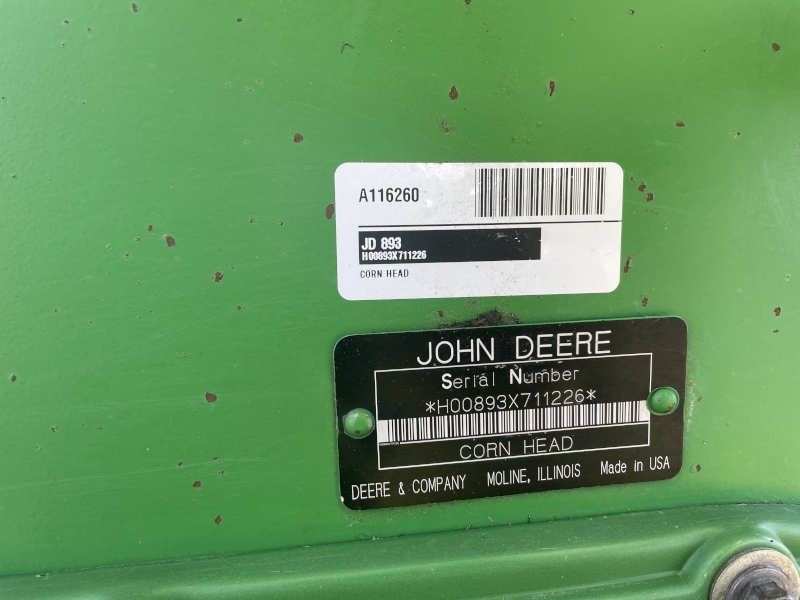 A116260
JD 893
H00893X711226
CORN HEAD
JOHN DEERE
Serial Number
*H00893X711226*
CORN HEAD
DEERE & COMPANY MOLINE, ILLINOIS Made in USA